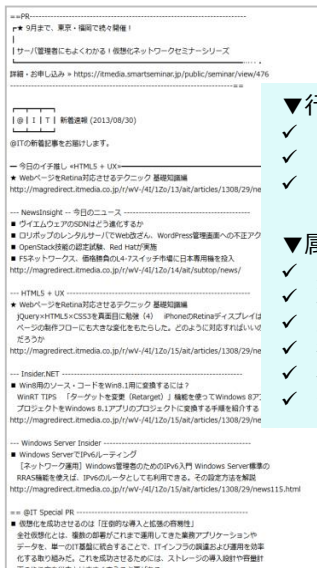 ==PR--------------------------------------------------
┏★ 9月まで、東京・福岡で続々開催！
┃
┃サーバ管理者にもよくわかる！仮想化ネットワークセミナーシリーズ
詳細・お申し込み » https://itmedia.smartseminar.jp/public/seminar/view/476
--------------------------------------------------==
|@|I|T| 新着速報 (2013/08/30)
@ITの新着記事をお届けします。
━ 今日のイチ推し «HTML5 + UX»
★ WebページをRetina対応させるテクニック 基礎知識編
http://magredirect.itmedia.co.jp/r/wV-/4I/1Zo/13/ait/articles/1308/29/ne
--- NewsInsight -- 今日のニュース
■ ヴイエムウェアのSDNはどう進化するか
■ ロリポップのレンタルサーバでWeb改ざん、WordPress管理画面への不正アク
■ OpenStack技能の認定試験、Red Hatが実施
■ F5ネットワークス、価格勝負のL4-7スイッチ市場に日本専用機を投入
http://magredirect.itmedia.co.jp/r/wV-/4I/1Zo/14/ait/subtop/news/
--- HTML5 + UX
★ WebページをRetina対応させるテクニック 基礎知識編
jQuery×HTML5×CSS3を真面目に勉強（4） iPhoneのRetinaディスプレイは
ページの制作フローにも大きな変化をもたらした。どのように対応すればいいの
だろうか
http://magredirect.itmedia.co.jp/r/wV-/4I/1Zo/15/ait/articles/1308/29/ne
--- Insider.NET
■ Win8用のソース・コードをWin8.1用に変換するには？
WinRT TIPS 「ターゲットを変更（Retarget）」機能を使ってWindows 8ア
プロジェクトをWindows 8.1アプリのプロジェクトに変換する手順を紹介する
http://magredirect.itmedia.co.jp/r/wV-/4I/1Zo/15/ait/articles/1308/29/ne
--- Windows Server Insider
■ Windows ServerでIPv6ルーティング
［ネットワーク運用］Windows管理者のためのIPv6入門 Windows Server標準の
RRAS機能を使えば、IPv6のルータとしても利用できる。その設定方法を解説
http://magredirect.itmedia.co.jp/r/wV-/4I/1Zo/15/ait/articles/1308/29/news115.html
== @IT Special PR
■ 仮想化を成功させるのは「圧倒的な導入と拡張の容易性」
全社仮想化とは、複数の部署がこれまで運用してきた業務アプリケーションや
データを、単一のIT基盤に統合することで、ITインフラの調達および運用を効率
化する取り組みだ。これを成功させるためには、ストレージの導入設計や容量計
▼行
✓
✓
✓
▼属
✓
✓
✓
✓
✓